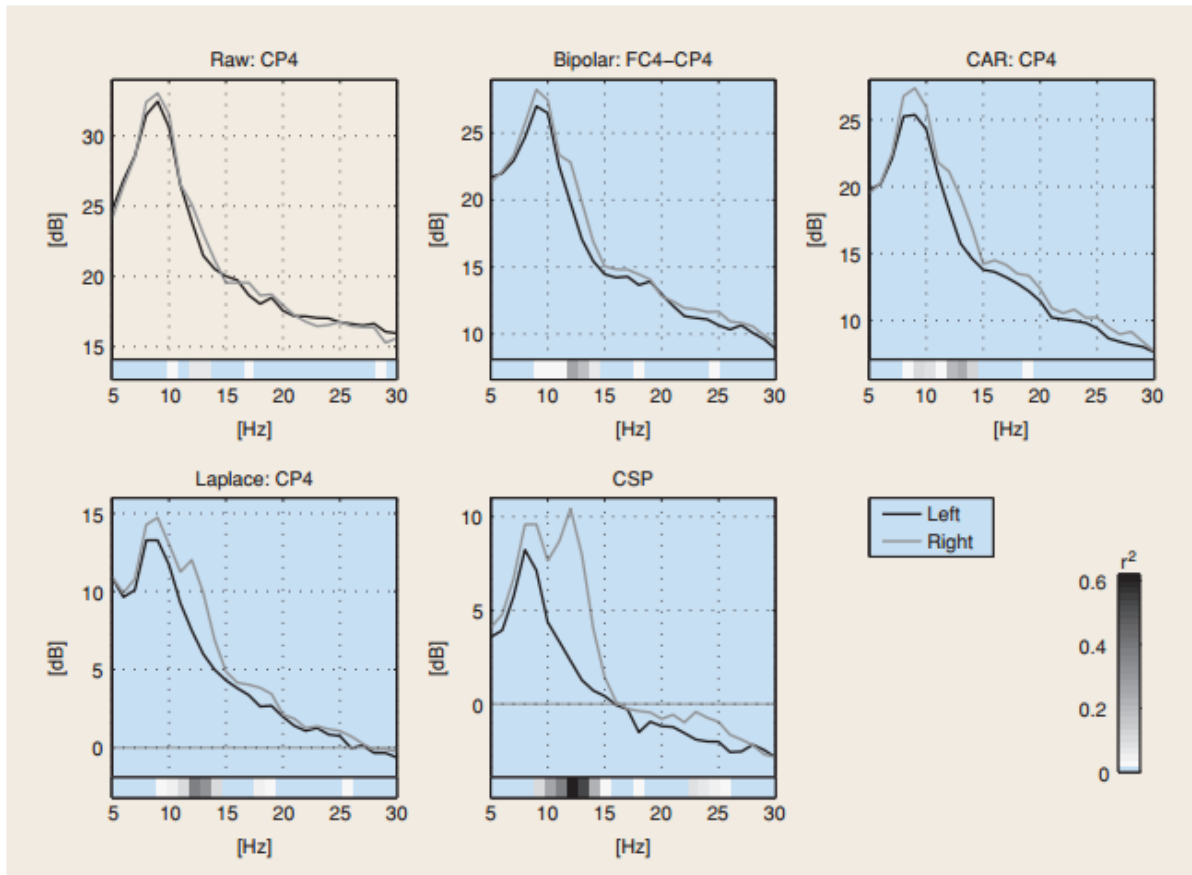 Raw: CP4
[dB]
30
25
20
15
5 10 15 20 25 30
[Hz]
Bipolar: FC4−CP4
[dB]
25
20
15
10
5 10 15 20 25 30
[Hz]
CAR: CP4
[dB]
25
20
15
10
5 10 15 20 25 30
[Hz]
Laplace: CP4
[dB]
15
10
5
0
5 10 15 20 25 30
[Hz]
CSP
[dB]
10
5
0
5 10 15 20 25 30
[Hz]
Left
Right
r²
0.6
0.4
0.2
0